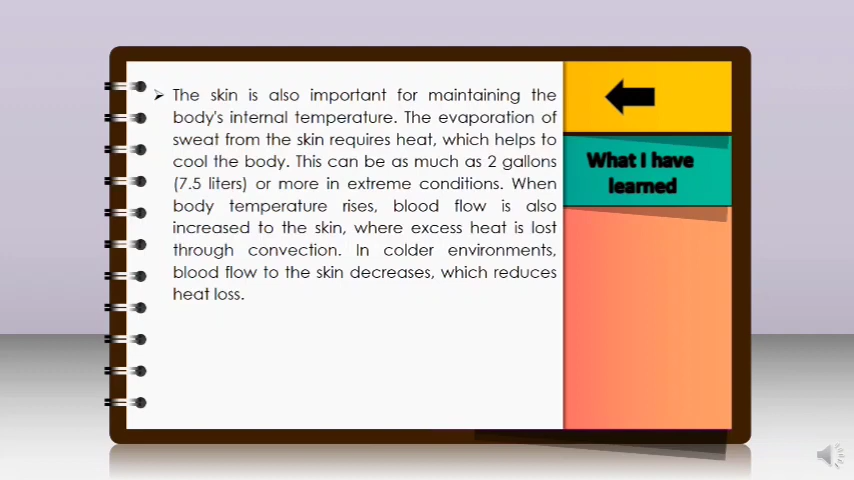 The skin is also important for maintaining the
body's internal temperature. The evaporation of
sweat from the skin requires heat, which helps to
cool the body. This can be as much as 2 gallons
(7.5 liters) or more in extreme conditions. When
body temperature rises, blood flow is also
increased to the skin, where excess heat is lost
through convection. In colder environments,
blood flow to the skin decreases, which reduces
heat loss.
What I have
learned